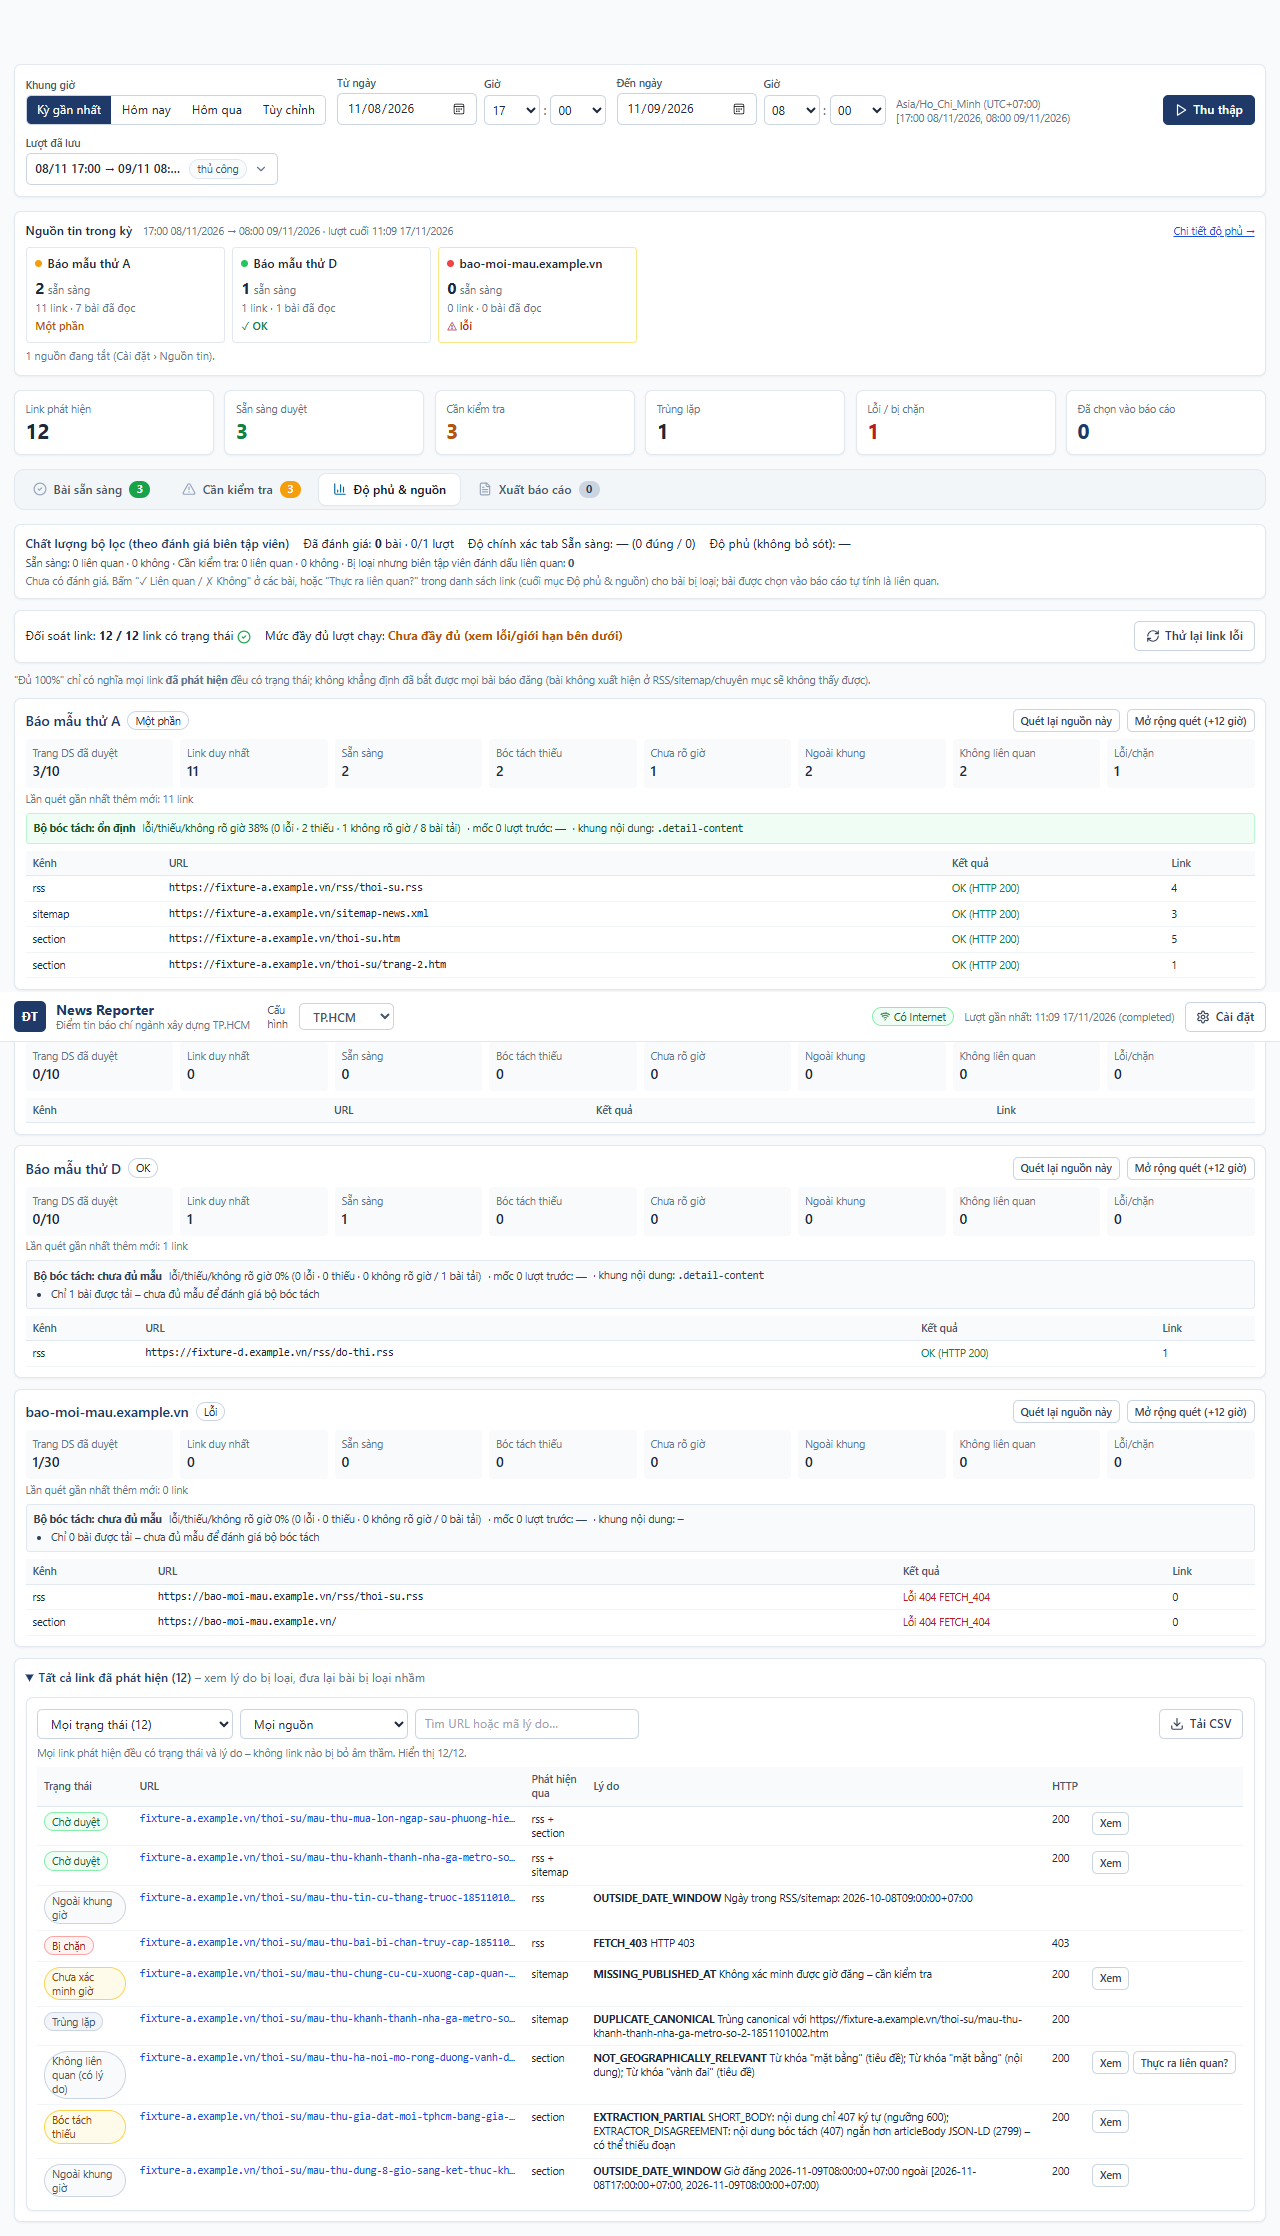 Khung giờ
Kỳ gần nhất Hôm nay Hôm qua Tùy chỉnh
Từ ngày
11/08/2026
Giờ
17 : 00
Đến ngày
11/09/2026
Giờ
08 : 00
Asia/Ho_Chi_Minh (UTC+07:00)
[17:00 08/11/2026, 08:00 09/11/2026)
Thu thập
Lượt đã lưu
08/11 17:00 → 09/11 08:... thủ công
Nguồn tin trong kỳ 17:00 08/11/2026 → 08:00 09/11/2026 · lượt cuối 11:09 17/11/2026
Chi tiết độ phủ →
Báo mẫu thử A
2 sẵn sàng
11 link · 7 bài đã đọc
Một phần
Báo mẫu thử D
1 sẵn sàng
1 link · 1 bài đã đọc
✓ OK
bao-moi-mau.example.vn
0 sẵn sàng
0 link · 0 bài đã đọc
⚠ lỗi
1 nguồn đang tắt (Cài đặt › Nguồn tin).
Link phát hiện
12
Sẵn sàng duyệt
3
Cần kiểm tra
3
Trùng lặp
1
Lỗi / bị chặn
1
Đã chọn vào báo cáo
0
Bài sẵn sàng 3 Cần kiểm tra 3 Độ phủ & nguồn Xuất báo cáo 0
Chất lượng bộ lọc (theo đánh giá biên tập viên) Đã đánh giá: 0 bài · 0/1 lượt Độ chính xác tab Sẵn sàng: — (0 đúng / 0) Độ phủ (không bỏ sót): —
Sẵn sàng: 0 liên quan · 0 không · Cần kiểm tra: 0 liên quan · 0 không · Bị loại nhưng biên tập viên đánh dấu liên quan: 0
Chưa có đánh giá. Bấm "✓ Liên quan / ✗ Không" ở các bài, hoặc "Thực ra liên quan?" trong danh sách link (cuối mục Độ phủ & nguồn) cho bài bị loại; bài được chọn vào báo cáo tự tính là liên quan.
Đối soát link: 12 / 12 link có trạng thái Mức đầy đủ lượt chạy: Chưa đầy đủ (xem lỗi/giới hạn bên dưới)
Thử lại link lỗi
"Đủ 100%" chỉ có nghĩa mọi link đã phát hiện đều có trạng thái; không khẳng định đã bắt được mọi bài báo đăng (bài không xuất hiện ở RSS/sitemap/chuyên mục sẽ không thấy được).
Báo mẫu thử A Một phần
Quét lại nguồn này Mở rộng quét (+12 giờ)
Trang DS đã duyệt Link duy nhất Sẵn sàng Bóc tách thiếu Chưa rõ giờ Ngoài khung Không liên quan Lỗi/chặn
3/10 11 2 2 1 2 2 1
Lần quét gần nhất thêm mới: 11 link
Bộ bóc tách: ổn định lỗi/thiếu/không rõ giờ 38% (0 lỗi · 2 thiếu · 1 không rõ giờ / 8 bài tải) · mốc 0 lượt trước: — · khung nội dung: .detail-content
Kênh URL Kết quả Link
rss https://fixture-a.example.vn/rss/thoi-su.rss OK (HTTP 200) 4
sitemap https://fixture-a.example.vn/sitemap-news.xml OK (HTTP 200) 3
section https://fixture-a.example.vn/thoi-su.htm OK (HTTP 200) 5
section https://fixture-a.example.vn/thoi-su/trang-2.htm OK (HTTP 200) 1
ĐT
News Reporter
Điểm tin báo chí ngành xây dựng TP.HCM
Cấu hình
TP.HCM
Có Internet
Lượt gần nhất: 11:09 17/11/2026 (completed)
Cài đặt
Trang DS đã duyệt Link duy nhất Sẵn sàng Bóc tách thiếu Chưa rõ giờ Ngoài khung Không liên quan Lỗi/chặn
0/10 0 0 0 0 0 0 0
Kênh URL Kết quả Link
Báo mẫu thử D OK
Quét lại nguồn này Mở rộng quét (+12 giờ)
Trang DS đã duyệt Link duy nhất Sẵn sàng Bóc tách thiếu Chưa rõ giờ Ngoài khung Không liên quan Lỗi/chặn
0/10 1 1 0 0 0 0 0
Lần quét gần nhất thêm mới: 1 link
Bộ bóc tách: chưa đủ mẫu lỗi/thiếu/không rõ giờ 0% (0 lỗi · 0 thiếu · 0 không rõ giờ / 1 bài tải) · mốc 0 lượt trước: — · khung nội dung: .detail-content
• Chỉ 1 bài được tải – chưa đủ mẫu để đánh giá bộ bóc tách
Kênh URL Kết quả Link
rss https://fixture-d.example.vn/rss/do-thi.rss OK (HTTP 200) 1
bao-moi-mau.example.vn Lỗi
Quét lại nguồn này Mở rộng quét (+12 giờ)
Trang DS đã duyệt Link duy nhất Sẵn sàng Bóc tách thiếu Chưa rõ giờ Ngoài khung Không liên quan Lỗi/chặn
1/30 0 0 0 0 0 0 0
Lần quét gần nhất thêm mới: 0 link
Bộ bóc tách: chưa đủ mẫu lỗi/thiếu/không rõ giờ 0% (0 lỗi · 0 thiếu · 0 không rõ giờ / 0 bài tải) · mốc 0 lượt trước: — · khung nội dung: –
• Chỉ 0 bài được tải – chưa đủ mẫu để đánh giá bộ bóc tách
Kênh URL Kết quả Link
rss https://bao-moi-mau.example.vn/rss/thoi-su.rss Lỗi 404 FETCH_404 0
section https://bao-moi-mau.example.vn/ Lỗi 404 FETCH_404 0
▼ Tất cả link đã phát hiện (12) – xem lý do bị loại, đưa lại bài bị loại nhầm
Mọi trạng thái (12) Mọi nguồn Tìm URL hoặc mã lý do...
Tải CSV
Mọi link phát hiện đều có trạng thái và lý do – không link nào bị bỏ âm thầm. Hiển thị 12/12.
Trạng thái URL Phát hiện qua Lý do HTTP
Chờ duyệt fixture-a.example.vn/thoi-su/mau-thu-mua-lon-ngap-sau-phuong-hie… rss + section 200 Xem
Chờ duyệt fixture-a.example.vn/thoi-su/mau-thu-khanh-thanh-nha-ga-metro-so… rss + sitemap 200 Xem
Ngoài khung giờ fixture-a.example.vn/thoi-su/mau-thu-tin-cu-thang-truoc-18511010… rss OUTSIDE_DATE_WINDOW Ngày trong RSS/sitemap: 2026-10-08T09:00:00+07:00
Bị chặn fixture-a.example.vn/thoi-su/mau-thu-bai-bi-chan-truy-cap-185110… rss FETCH_403 HTTP 403 403
Chưa xác minh giờ fixture-a.example.vn/thoi-su/mau-thu-chung-cu-cu-xuong-cap-quan-… sitemap MISSING_PUBLISHED_AT Không xác minh được giờ đăng – cần kiểm tra 200 Xem
Trùng lặp fixture-a.example.vn/thoi-su/mau-thu-khanh-thanh-nha-ga-metro-so… sitemap DUPLICATE_CANONICAL Trùng canonical với https://fixture-a.example.vn/thoi-su/mau-thu-khanh-thanh-nha-ga-metro-so-2-1851101002.htm 200
Không liên quan (có lý do) fixture-a.example.vn/thoi-su/mau-thu-ha-noi-mo-rong-duong-vanh-d… section NOT_GEOGRAPHICALLY_RELEVANT Từ khóa "mặt bằng" (tiêu đề); Từ khóa "mặt bằng" (nội dung); Từ khóa "vành đai" (tiêu đề) 200 Xem Thực ra liên quan?
Bóc tách thiếu fixture-a.example.vn/thoi-su/mau-thu-gia-dat-moi-tphcm-bang-gia-… section EXTRACTION_PARTIAL SHORT_BODY: nội dung chỉ 407 ký tự (ngưỡng 600); EXTRACTOR_DISAGREEMENT: nội dung bóc tách (407) ngắn hơn articleBody JSON-LD (2799) – có thể thiếu đoạn 200 Xem
Ngoài khung giờ fixture-a.example.vn/thoi-su/mau-thu-dung-8-gio-sang-ket-thuc-kh… section OUTSIDE_DATE_WINDOW Giờ đăng 2026-11-09T08:00:00+07:00 ngoài [2026-11-08T17:00:00+07:00, 2026-11-09T08:00:00+07:00) 200 Xem